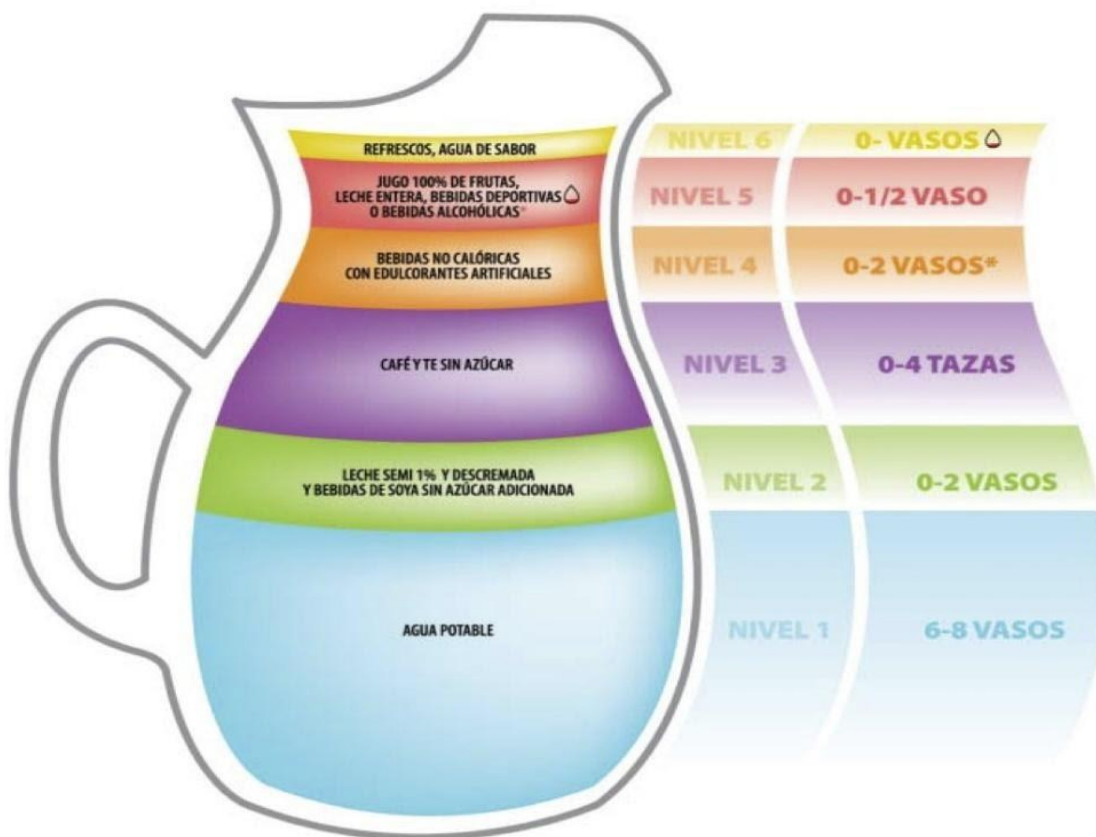 REFRESCOS, AGUA DE SABOR
NIVEL 6
0- VASOS
JUGO 100% DE FRUTAS,
LECHE ENTERA, BEBIDAS DEPORTIVAS
O BEBIDAS ALCOHÓLICAS*
NIVEL 5
0-1/2 VASO
BEBIDAS NO CALÓRICAS
CON EDULCORANTES ARTIFICIALES
NIVEL 4
0-2 VASOS*
CAFÉ Y TE SIN AZÚCAR
NIVEL 3
0-4 TAZAS
LECHE SEMI 1% Y DESCREMADA
Y BEBIDAS DE SOYA SIN AZÚCAR ADICIONADA
NIVEL 2
0-2 VASOS
AGUA POTABLE
NIVEL 1
6-8 VASOS